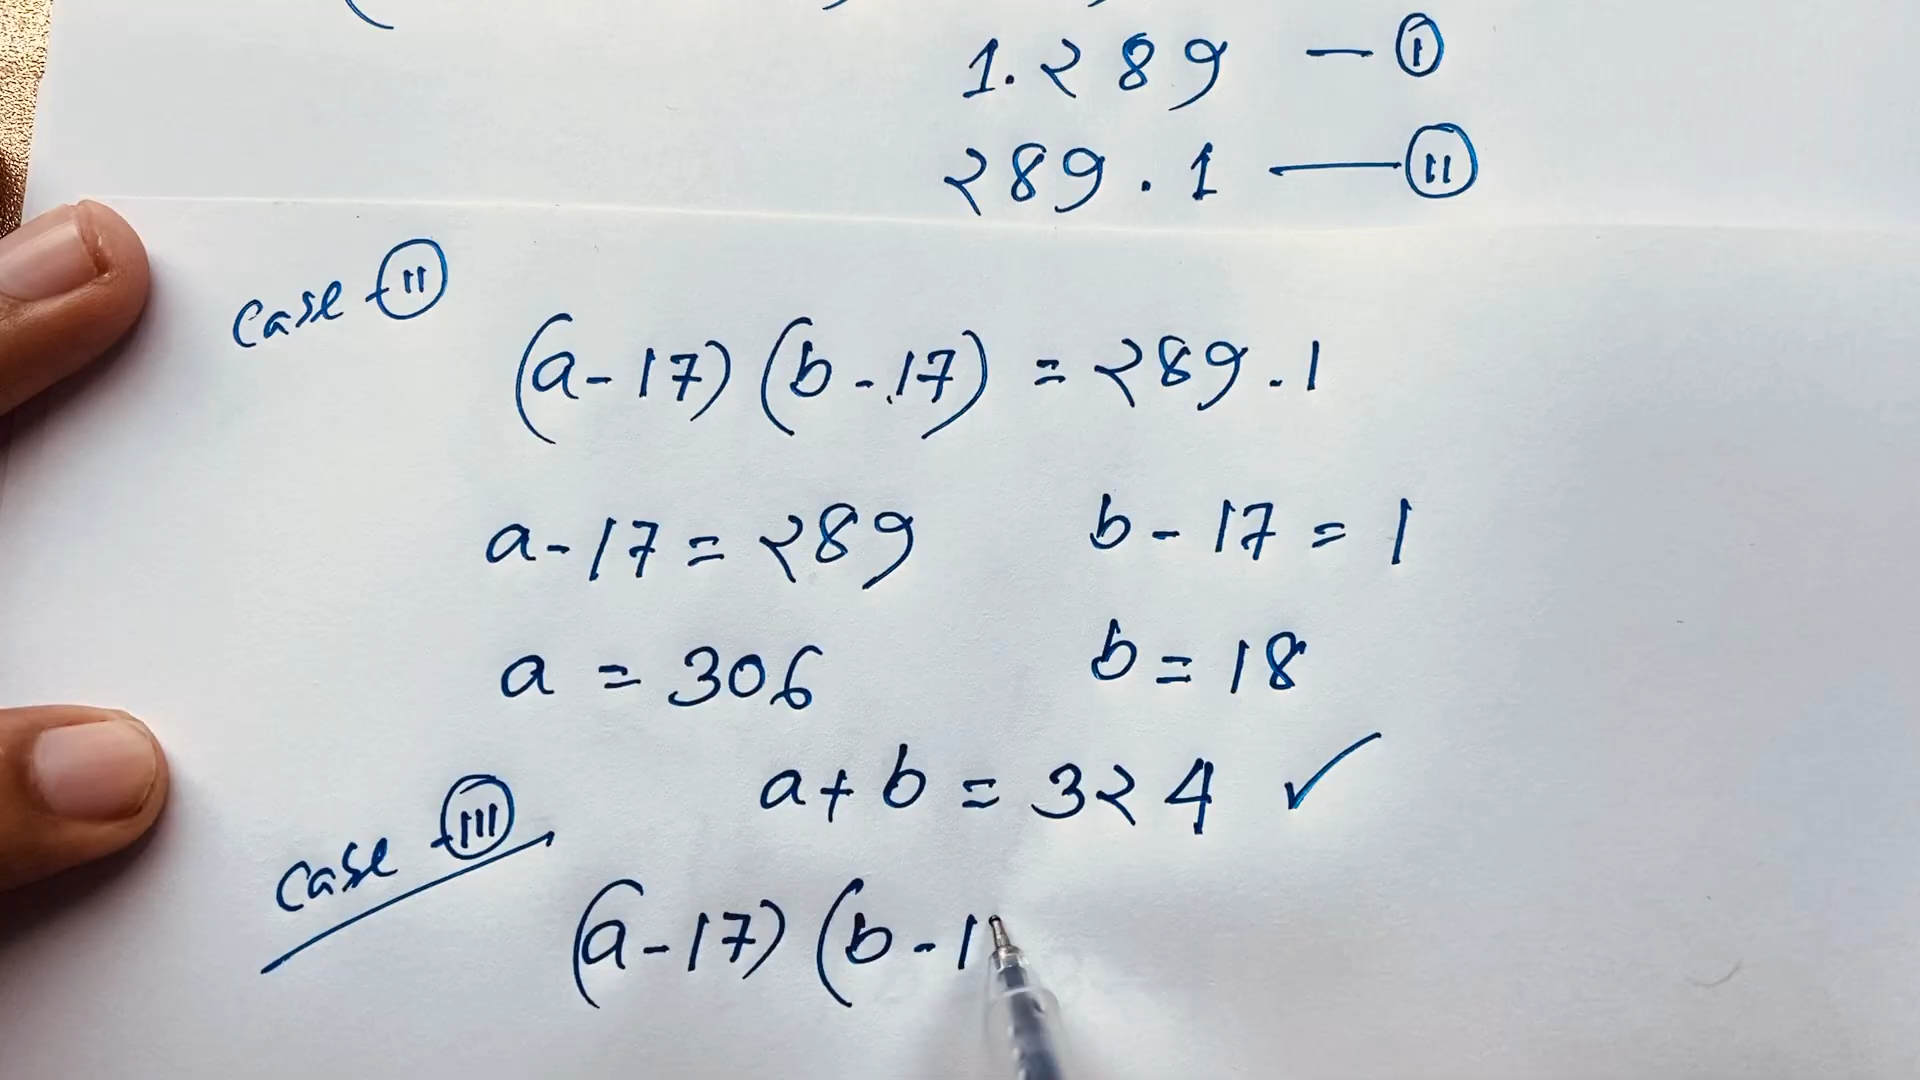 1.289 — I
289.1 — II
Case - II
(a-17)(b-17) = 289.1
a-17=289 b-17=1
a = 306 b=18
a+b=324 ✓
Case - III
(a-17)(b-1